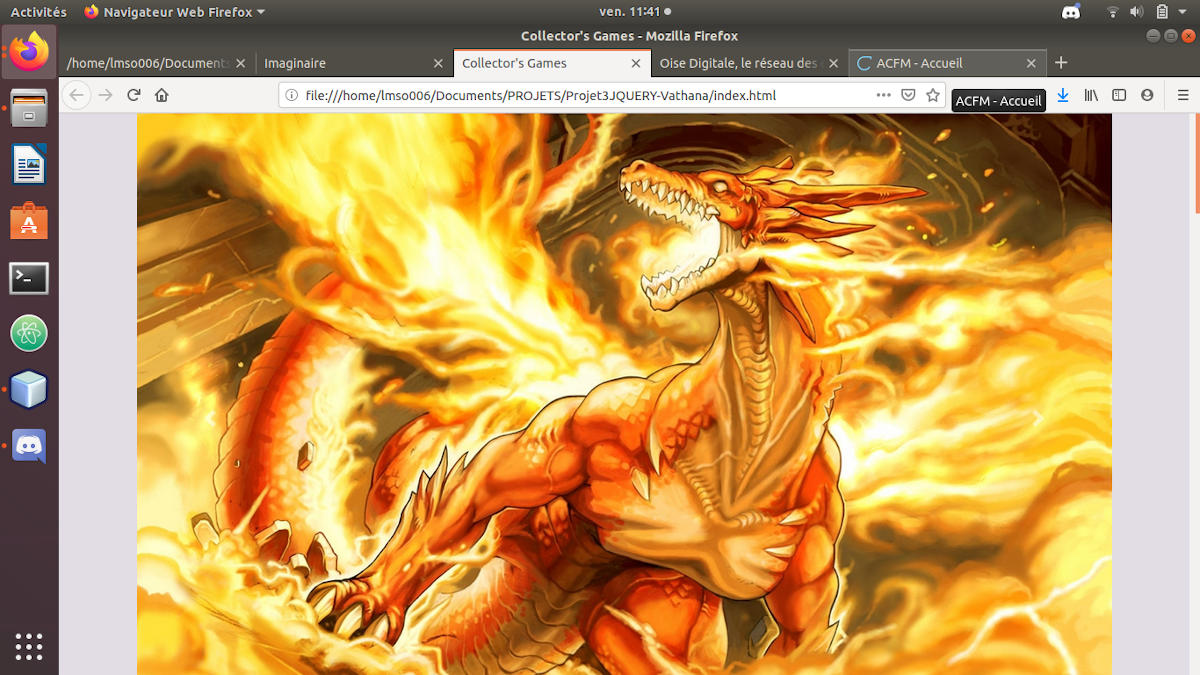 Activités Navigateur Web Firefox ven. 11:41
Collector's Games - Mozilla Firefox
/home/lmso006/Documents Imaginaire Collector's Games Oise Digitale, le réseau des ACFM - Accueil
file:///home/lmso006/Documents/PROJETS/Projet3JQUERY-Vathana/index.html
ACFM - Accueil